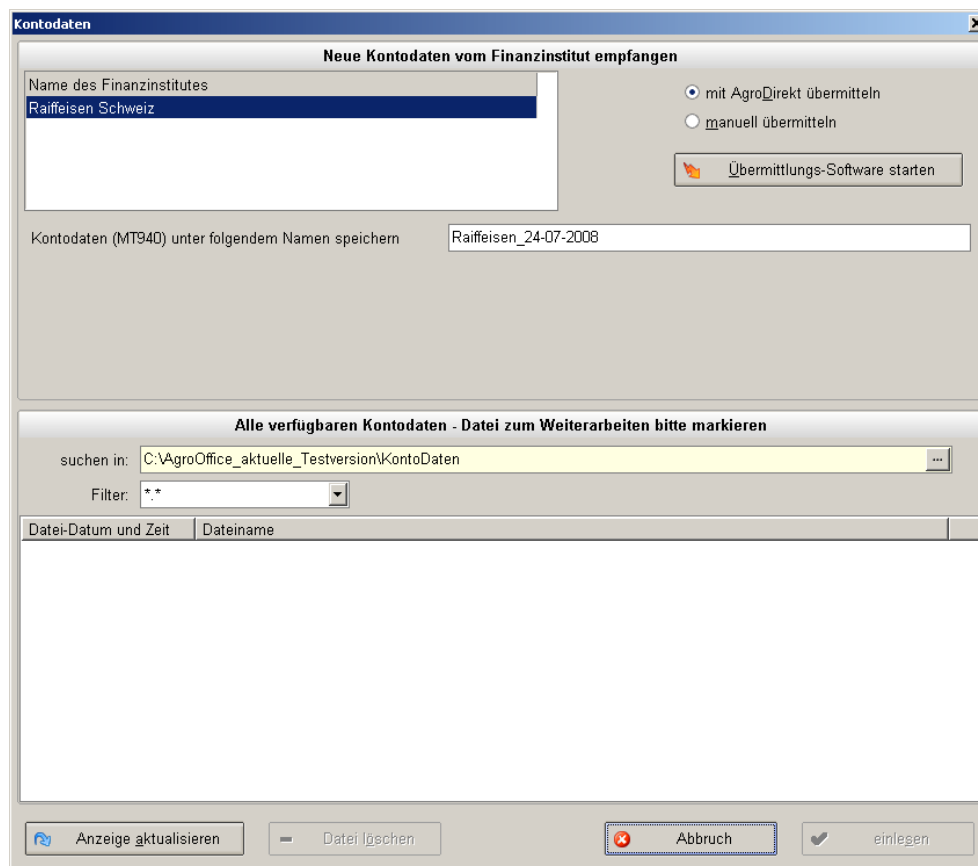 Kontodaten
Neue Kontodaten vom Finanzinstitut empfangen
Name des Finanzinstitutes
Raiffeisen Schweiz
mit AgroDirekt übermitteln
manuell übermitteln
Übermittlungs-Software starten
Kontodaten (MT940) unter folgendem Namen speichern
Raiffeisen_24-07-2008
Alle verfügbaren Kontodaten - Datei zum Weiterarbeiten bitte markieren
suchen in: C:\AgroOffice_aktuelle_Testversion\KontoDaten ...
Filter: *.*
Datei-Datum und Zeit Dateiname
Anzeige aktualisieren Datei löschen Abbruch einlesen